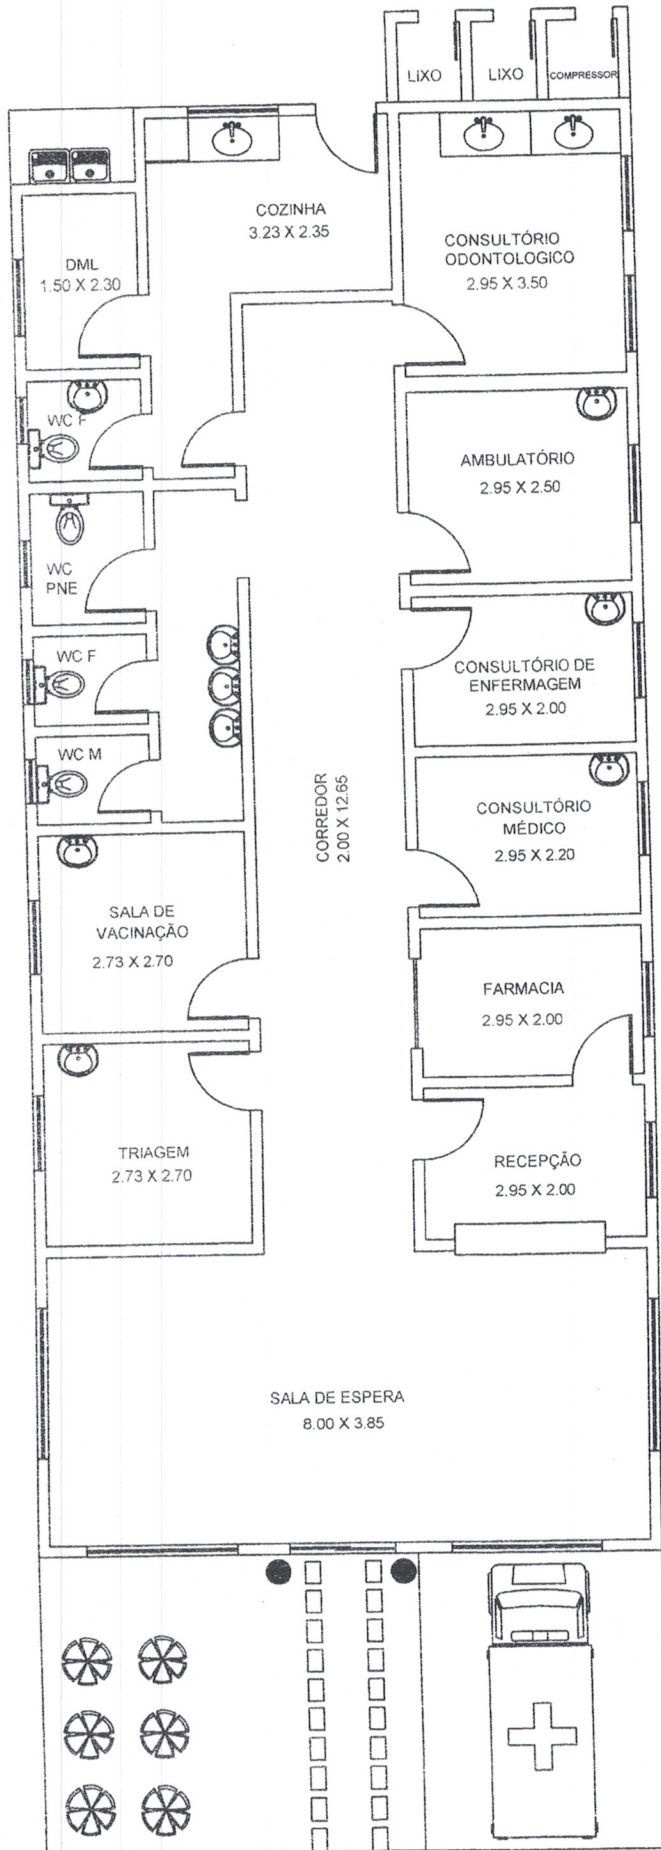 LIXO
LIXO
COMPRESSOR
COZINHA
3.23 X 2.35
CONSULTÓRIO
ODONTOLOGICO
2.95 X 3.50
DML
1.50 X 2.30
WC F
AMBULATÓRIO
2.95 X 2.50
WC
PNE
WC F
CONSULTÓRIO DE
ENFERMAGEM
2.95 X 2.00
WC M
CORREDOR
2.00 X 12.65
CONSULTÓRIO
MÉDICO
2.95 X 2.20
SALA DE
VACINAÇÃO
2.73 X 2.70
FARMACIA
2.95 X 2.00
TRIAGEM
2.73 X 2.70
RECEPÇÃO
2.95 X 2.00
SALA DE ESPERA
8.00 X 3.85